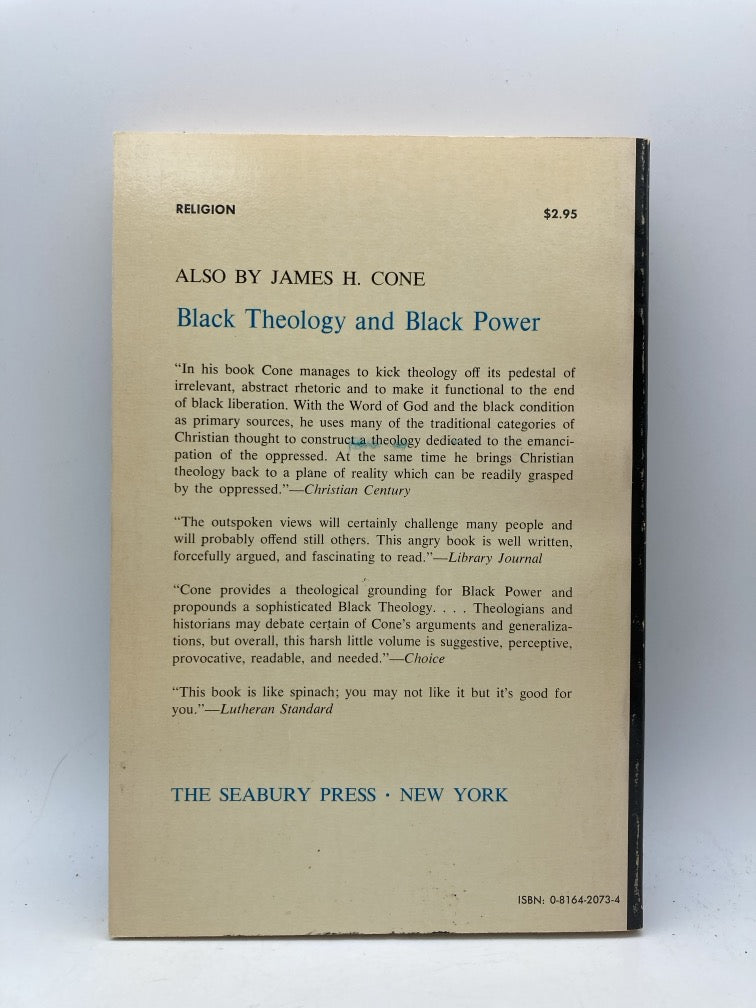 RELIGION
$2.95
ALSO BY JAMES H. CONE
Black Theology and Black Power
“In his book Cone manages to kick theology off its pedestal of
irrelevant, abstract rhetoric and to make it functional to the end
of black liberation. With the Word of God and the black condition
as primary sources, he uses many of the traditional categories of
Christian thought to construct a theology dedicated to the emanci-
pation of the oppressed. At the same time he brings Christian
theology back to a plane of reality which can be readily grasped
by the oppressed.”—Christian Century
“The outspoken views will certainly challenge many people and
will probably offend still others. This angry book is well written,
forcefully argued, and fascinating to read.”—Library Journal
“Cone provides a theological grounding for Black Power and
propounds a sophisticated Black Theology. . . . Theologians and
historians may debate certain of Cone’s arguments and generaliza-
tions, but overall, this harsh little volume is suggestive, perceptive,
provocative, readable, and needed.”—Choice
“This book is like spinach; you may not like it but it’s good for
you.”—Lutheran Standard
THE SEABURY PRESS · NEW YORK
ISBN: 0-8164-2073-4